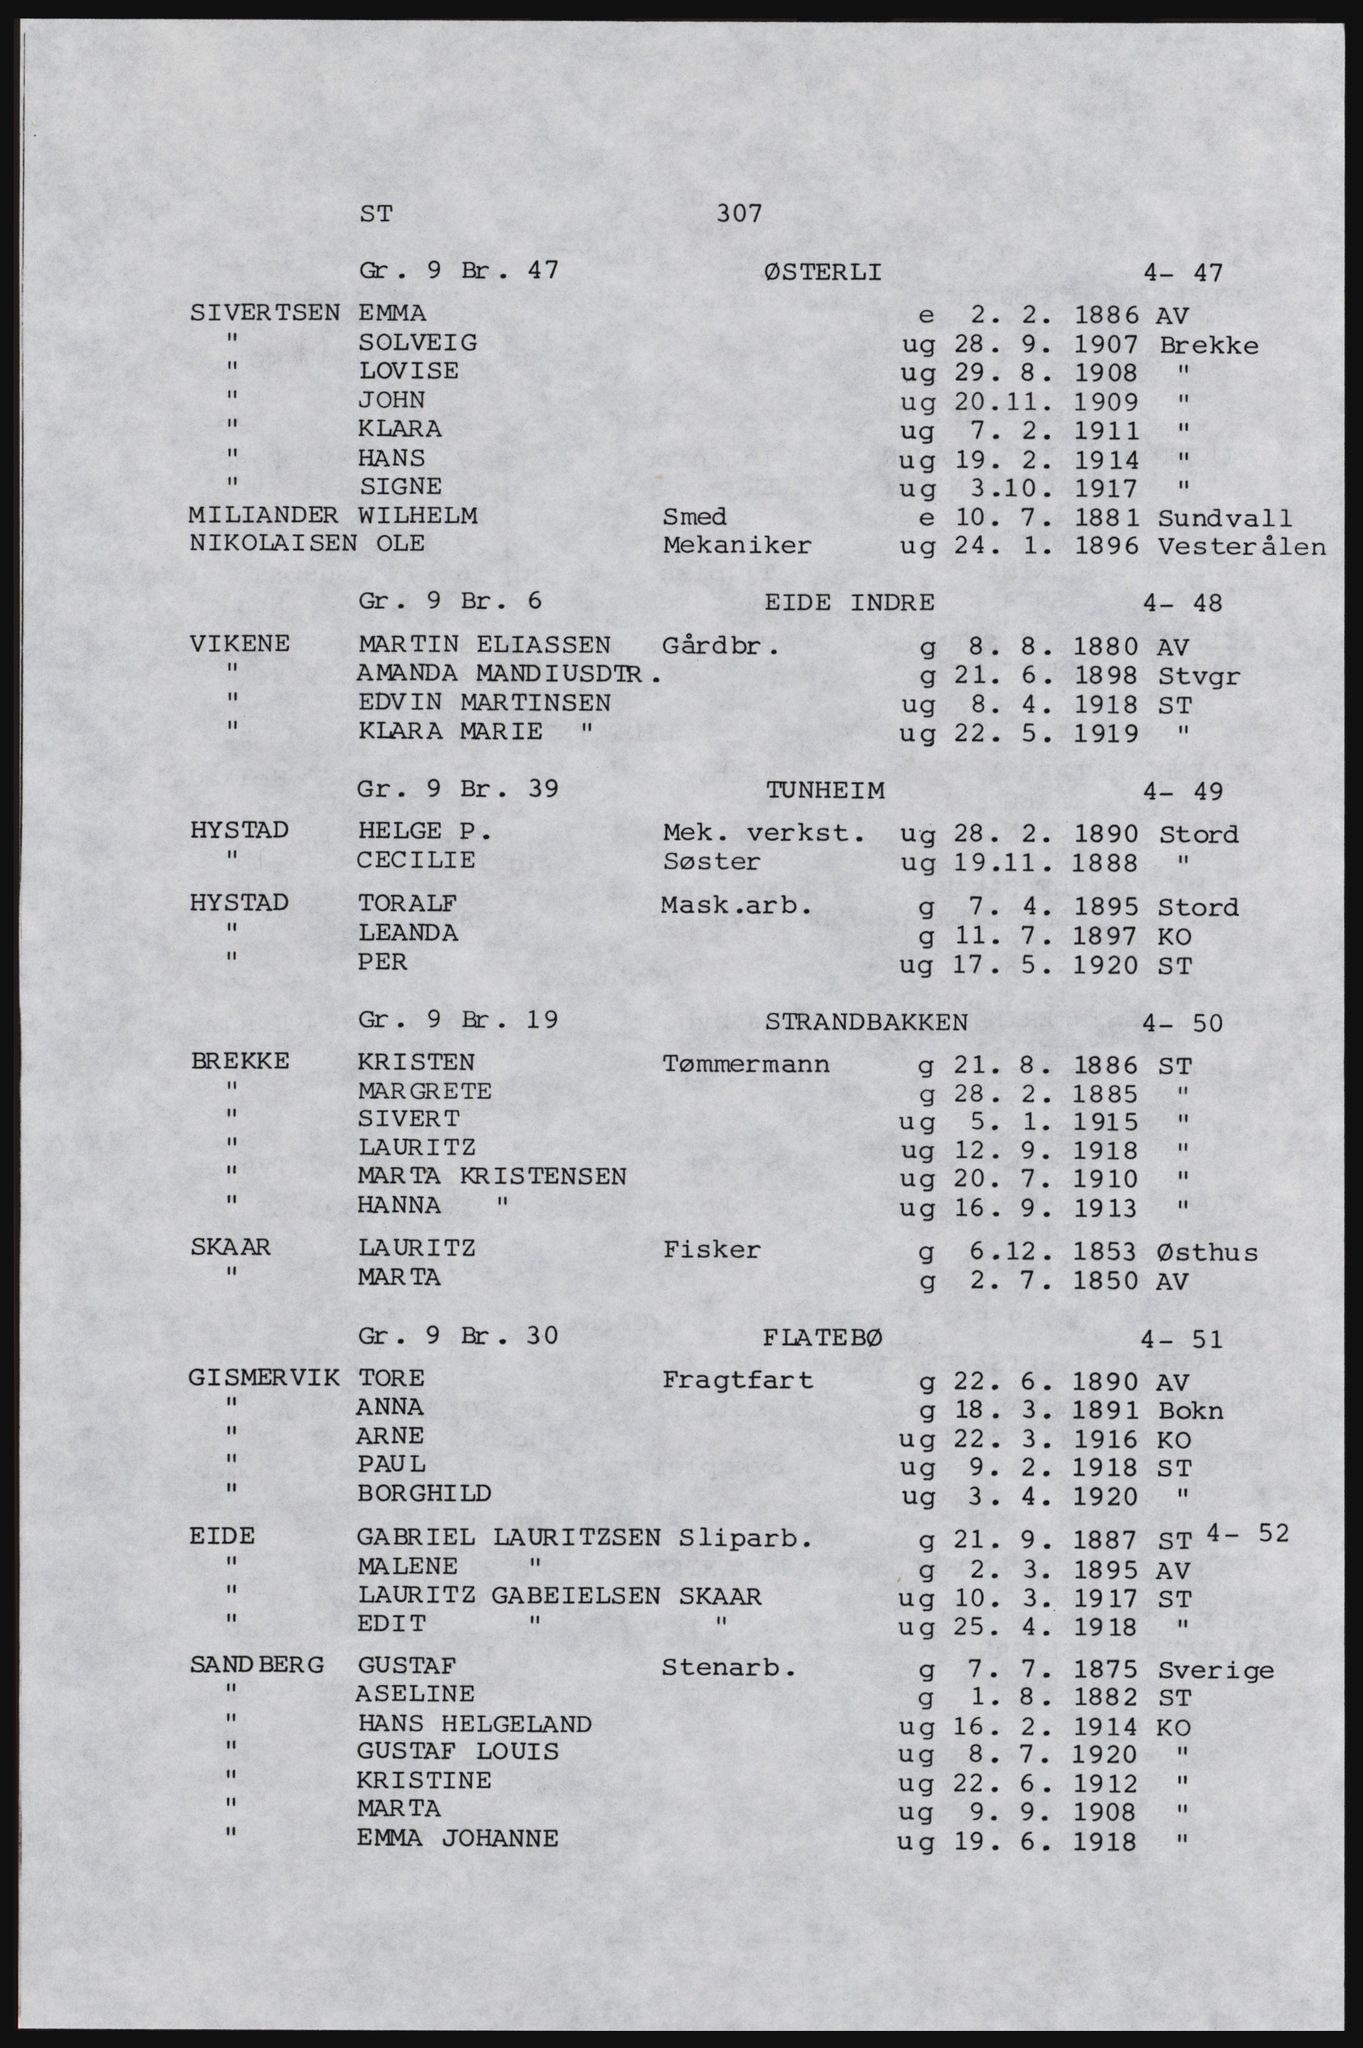 ST 307
Gr. 9 Br. 47 ØSTERLI 4- 47
SIVERTSEN EMMA e 2. 2. 1886 AV
" SOLVEIG ug 28. 9. 1907 Brekke
" LOVISE ug 29. 8. 1908 "
" JOHN ug 20.11. 1909 "
" KLARA ug 7. 2. 1911 "
" HANS ug 19. 2. 1914 "
" SIGNE ug 3.10. 1917 "
MILIANDER WILHELM Smed e 10. 7. 1881 Sundvall
NIKOLAISEN OLE Mekaniker ug 24. 1. 1896 Vesterålen
Gr. 9 Br. 6 EIDE INDRE 4- 48
VIKENE MARTIN ELIASSEN Gårdbr. g 8. 8. 1880 AV
" AMANDA MANDIUSDTR. g 21. 6. 1898 Stvgr
" EDVIN MARTINSEN ug 8. 4. 1918 ST
" KLARA MARIE " ug 22. 5. 1919 "
Gr. 9 Br. 39 TUNHEIM 4- 49
HYSTAD HELGE P. Mek. verkst. ug 28. 2. 1890 Stord
" CECILIE Søster ug 19.11. 1888 "
HYSTAD TORALF Mask.arb. g 7. 4. 1895 Stord
" LEANDA g 11. 7. 1897 KO
" PER ug 17. 5. 1920 ST
Gr. 9 Br. 19 STRANDBAKKEN 4- 50
BREKKE KRISTEN Tømmermann g 21. 8. 1886 ST
" MARGRETE g 28. 2. 1885 "
" SIVERT ug 5. 1. 1915 "
" LAURITZ ug 12. 9. 1918 "
" MARTA KRISTENSEN ug 20. 7. 1910 "
" HANNA " ug 16. 9. 1913 "
SKAAR LAURITZ Fisker g 6.12. 1853 Østhus
" MARTA g 2. 7. 1850 AV
Gr. 9 Br. 30 FLATEBØ 4- 51
GISMERVIK TORE Fragtfart g 22. 6. 1890 AV
" ANNA g 18. 3. 1891 Bokn
" ARNE ug 22. 3. 1916 KO
" PAUL ug 9. 2. 1918 ST
" BORGHILD ug 3. 4. 1920 "
EIDE GABRIEL LAURITZSEN Sliparb. g 21. 9. 1887 ST 4- 52
" MALENE " g 2. 3. 1895 AV
" LAURITZ GABEIELSEN SKAAR ug 10. 3. 1917 ST
" EDIT " " ug 25. 4. 1918 "
SANDBERG GUSTAF Stenarb. g 7. 7. 1875 Sverige
" ASELINE g 1. 8. 1882 ST
" HANS HELGELAND ug 16. 2. 1914 KO
" GUSTAF LOUIS ug 8. 7. 1920 "
" KRISTINE ug 22. 6. 1912 "
" MARTA ug 9. 9. 1908 "
" EMMA JOHANNE ug 19. 6. 1918 "